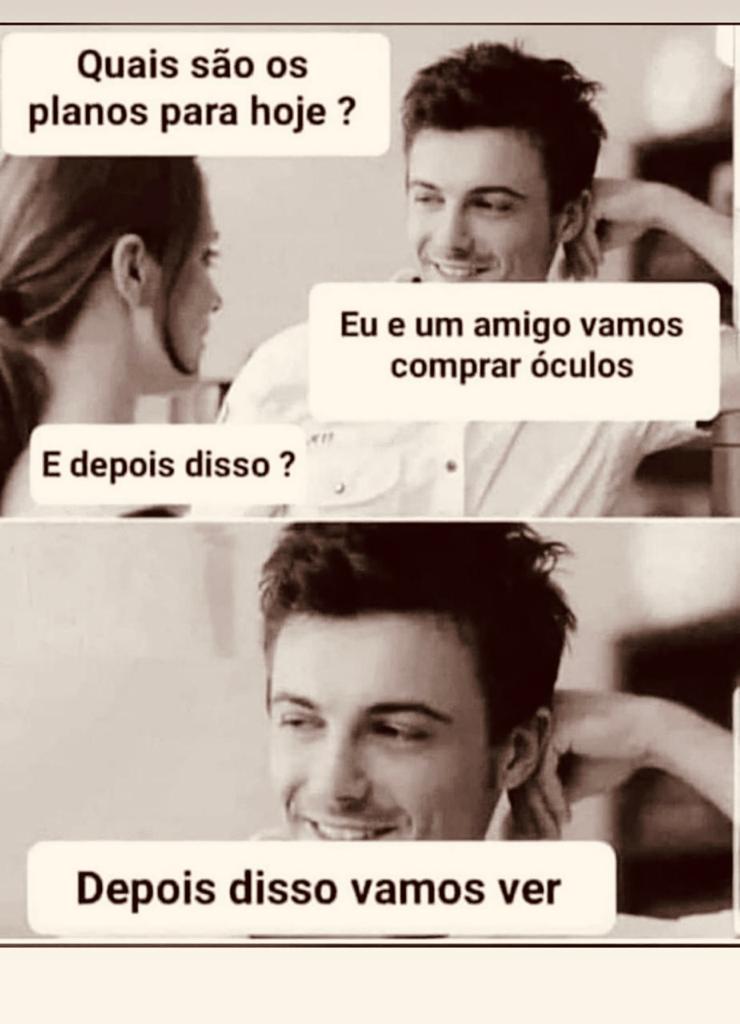 Quais são os
planos para hoje ?
Eu e um amigo vamos
comprar óculos
E depois disso ?
Depois disso vamos ver